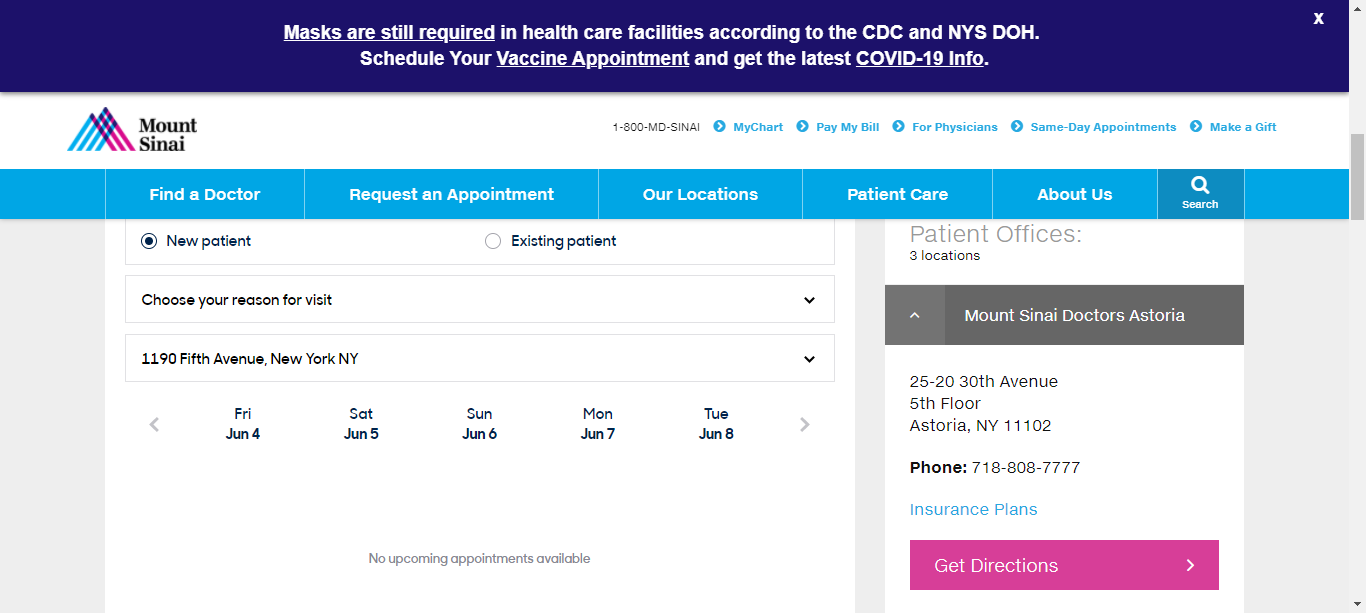 Masks are still required in health care facilities according to the CDC and NYS DOH.
X
Schedule Your Vaccine Appointment and get the latest COVID-19 Info.
Mount
Sinai
1-800-MD-SINAI MyChart Pay My Bill For Physicians Same-Day Appointments Make a Gift
Find a Doctor Request an Appointment Our Locations Patient Care About Us Search
New patient Existing patient
Choose your reason for visit
1190 Fifth Avenue, New York NY
Fri Sat Sun Mon Tue
Jun 4 Jun 5 Jun 6 Jun 7 Jun 8
No upcoming appointments available
Patient Offices:
3 locations
Mount Sinai Doctors Astoria
25-20 30th Avenue
5th Floor
Astoria, NY 11102
Phone: 718-808-7777
Insurance Plans
Get Directions